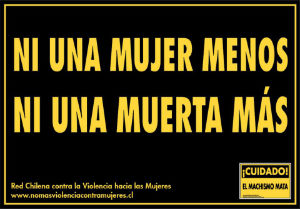 NI UNA MUJER MENOS
NI UNA MUERTA MÁS
Red Chilena contra la Violencia hacia las Mujeres
www.nomasviolenciacontramujeres.cl
¡CUIDADO!
EL MACHISMO MATA